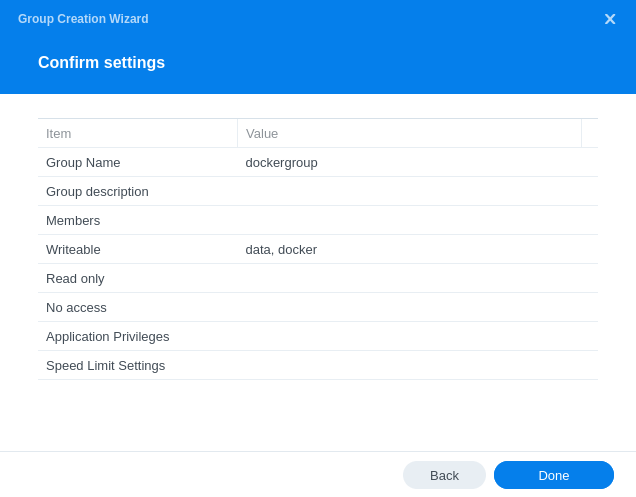 Group Creation Wizard
Confirm settings
Item Value
Group Name dockergroup
Group description
Members
Writeable data, docker
Read only
No access
Application Privileges
Speed Limit Settings
Back Done